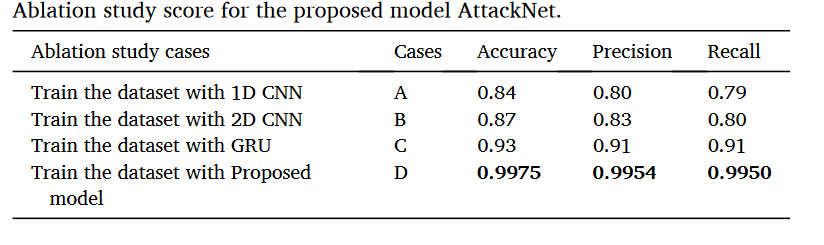 Ablation study score for the proposed model AttackNet.
Ablation study cases Cases Accuracy Precision Recall
Train the dataset with 1D CNN A 0.84 0.80 0.79
Train the dataset with 2D CNN B 0.87 0.83 0.80
Train the dataset with GRU C 0.93 0.91 0.91
Train the dataset with Proposed D 0.9975 0.9954 0.9950
model